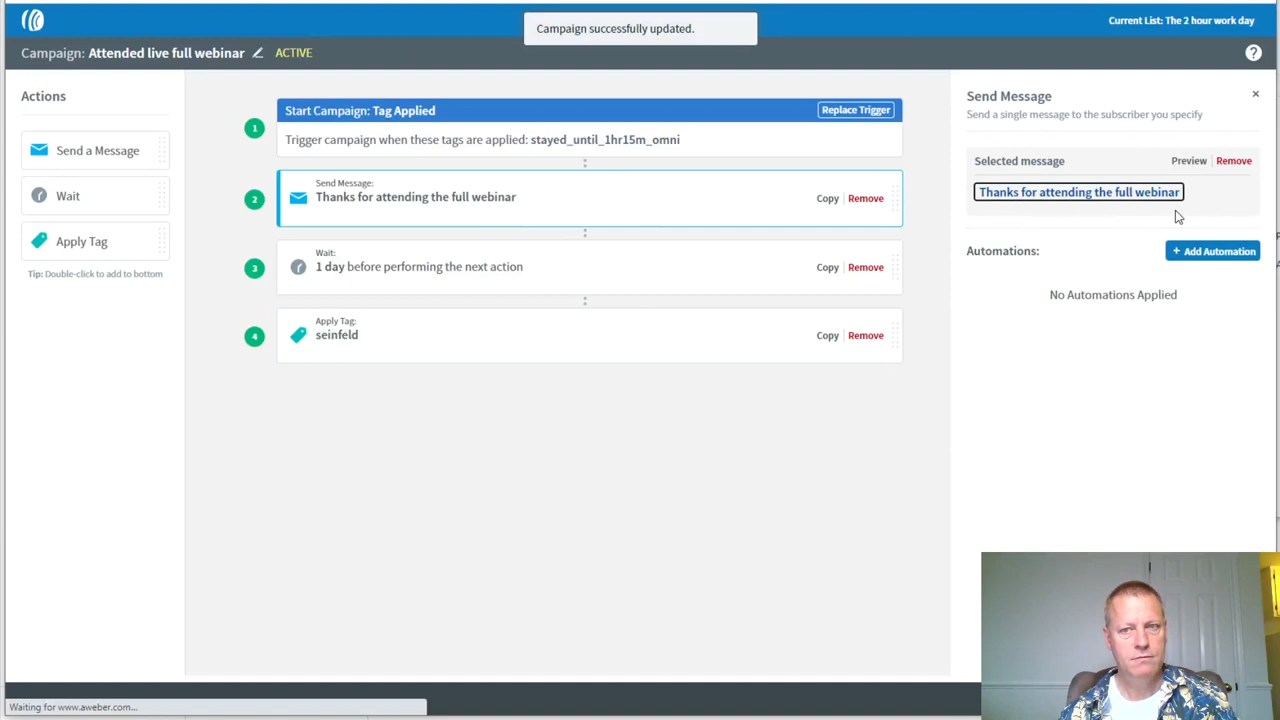 Campaign successfully updated.
Current List: The 2 hour work day
Campaign: Attended live full webinar ACTIVE
?
Actions
Send a Message
Wait
Apply Tag
Tip: Double-click to add to bottom
1
Start Campaign: Tag Applied Replace Trigger
Trigger campaign when these tags are applied: stayed_until_1hr15m_omni
2
Send Message:
Thanks for attending the full webinar
Copy Remove
3
Wait:
1 day before performing the next action
Copy Remove
4
Apply Tag:
seinfeld
Copy Remove
Send Message ×
Send a single message to the subscriber you specify
Selected message Preview Remove
Thanks for attending the full webinar
Automations: + Add Automation
No Automations Applied
Waiting for www.aweber.com...